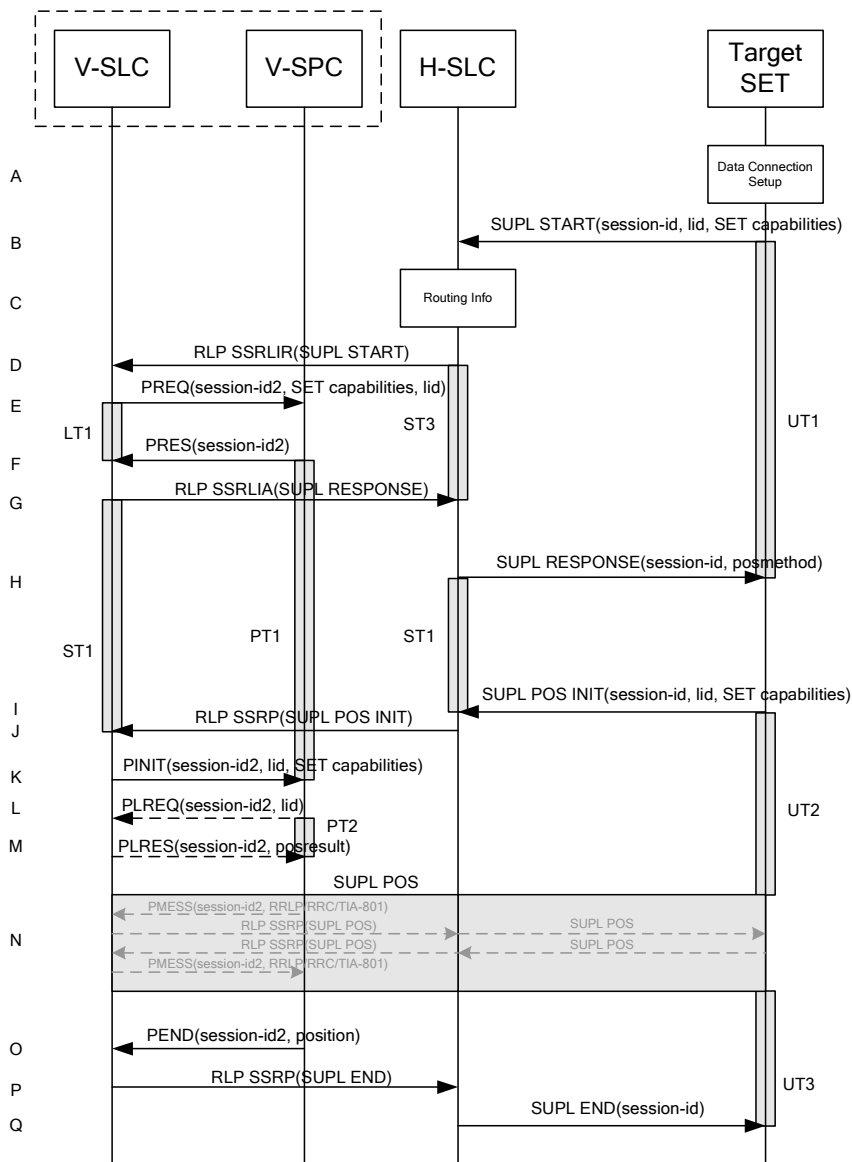 V-SLC
V-SPC
H-SLC
Target
SET
A
Data Connection
Setup
B
SUPL START(session-id, lid, SET capabilities)
C
Routing Info
D
RLP SSRLIR(SUPL START)
E
PREQ(session-id2, SET capabilities, lid)
LT1
ST3
UT1
F
PRES(session-id2)
G
RLP SSRLIA(SUPL RESPONSE)
H
SUPL RESPONSE(session-id, posmethod)
ST1
PT1
ST1
I
SUPL POS INIT(session-id, lid, SET capabilities)
J
RLP SSRP(SUPL POS INIT)
K
PINIT(session-id2, lid, SET capabilities)
L
PLREQ(session-id2, lid)
PT2
UT2
M
PLRES(session-id2, posresult)
SUPL POS
N
PMESS(session-id2, RRLP/RRC/TIA-801)
RLP SSRP(SUPL POS)
SUPL POS
RLP SSRP(SUPL POS)
SUPL POS
PMESS(session-id2, RRLP/RRC/TIA-801)
O
PEND(session-id2, position)
P
RLP SSRP(SUPL END)
UT3
Q
SUPL END(session-id)